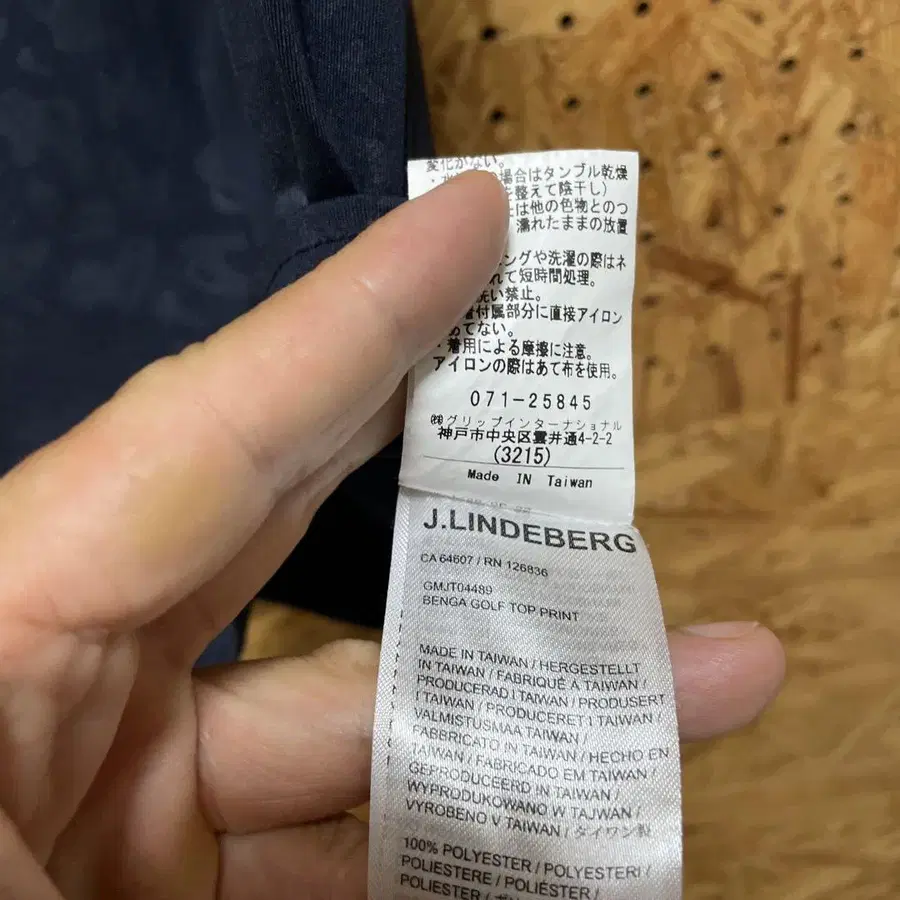 変化がない。
場合はタンブル乾燥
を整えて陰干し)
は他の色物とのつ
濡れたままの放置
ングや洗濯の際はネ
れて短時間処理。
洗い禁止。
付属部分に直接アイロン
あてない。
・着用による摩擦に注意。
アイロンの際はあて布を使用。
071-25845
㈱グリップインターナショナル
神戸市中央区雲井通4-2-2
(3215)
Made IN Taiwan
J.LINDEBERG
CA 64607 / RN 126836
GMJT04489
BENGA GOLF TOP PRINT
MADE IN TAIWAN / HERGESTELLT
IN TAIWAN / FABRIQUÉ À TAIWAN /
PRODUCERAD I TAIWAN / PRODUSERT
I TAIWAN / PRODUCERET I TAIWAN /
VALMISTUSMAA TAIWAN /
FABBRICATO IN TAIWAN / HECHO EN
TAIWAN / FABRICADO EM TAIWAN /
GEPRODUCEERD IN TAIWAN /
WYPRODUKOWANO W TAJWAN /
VYROBENO V TAIWAN / タイワン製
100% POLYESTER / POLYESTERI /
POLIESTERE / POLIÉSTER /
POLIESTER /